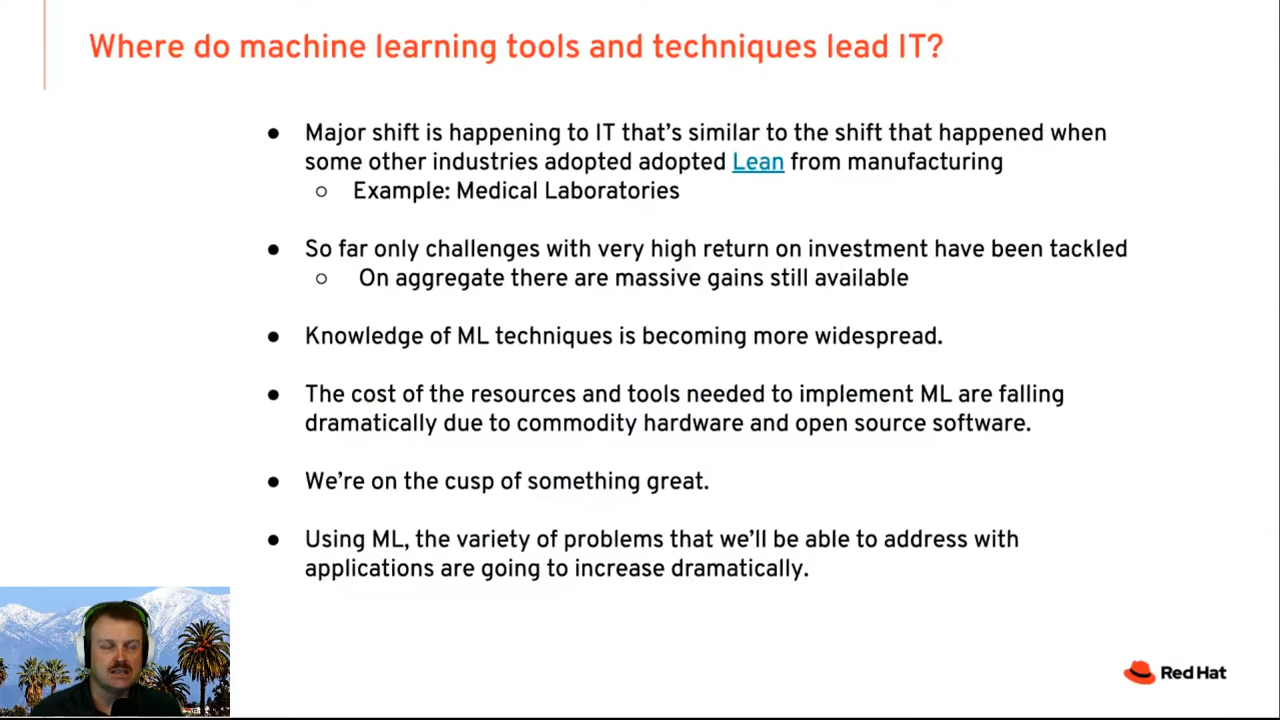 Where do machine learning tools and techniques lead IT?
● Major shift is happening to IT that's similar to the shift that happened when
some other industries adopted adopted Lean from manufacturing
○ Example: Medical Laboratories
● So far only challenges with very high return on investment have been tackled
○ On aggregate there are massive gains still available
● Knowledge of ML techniques is becoming more widespread.
● The cost of the resources and tools needed to implement ML are falling
dramatically due to commodity hardware and open source software.
● We're on the cusp of something great.
● Using ML, the variety of problems that we'll be able to address with
applications are going to increase dramatically.
Red Hat